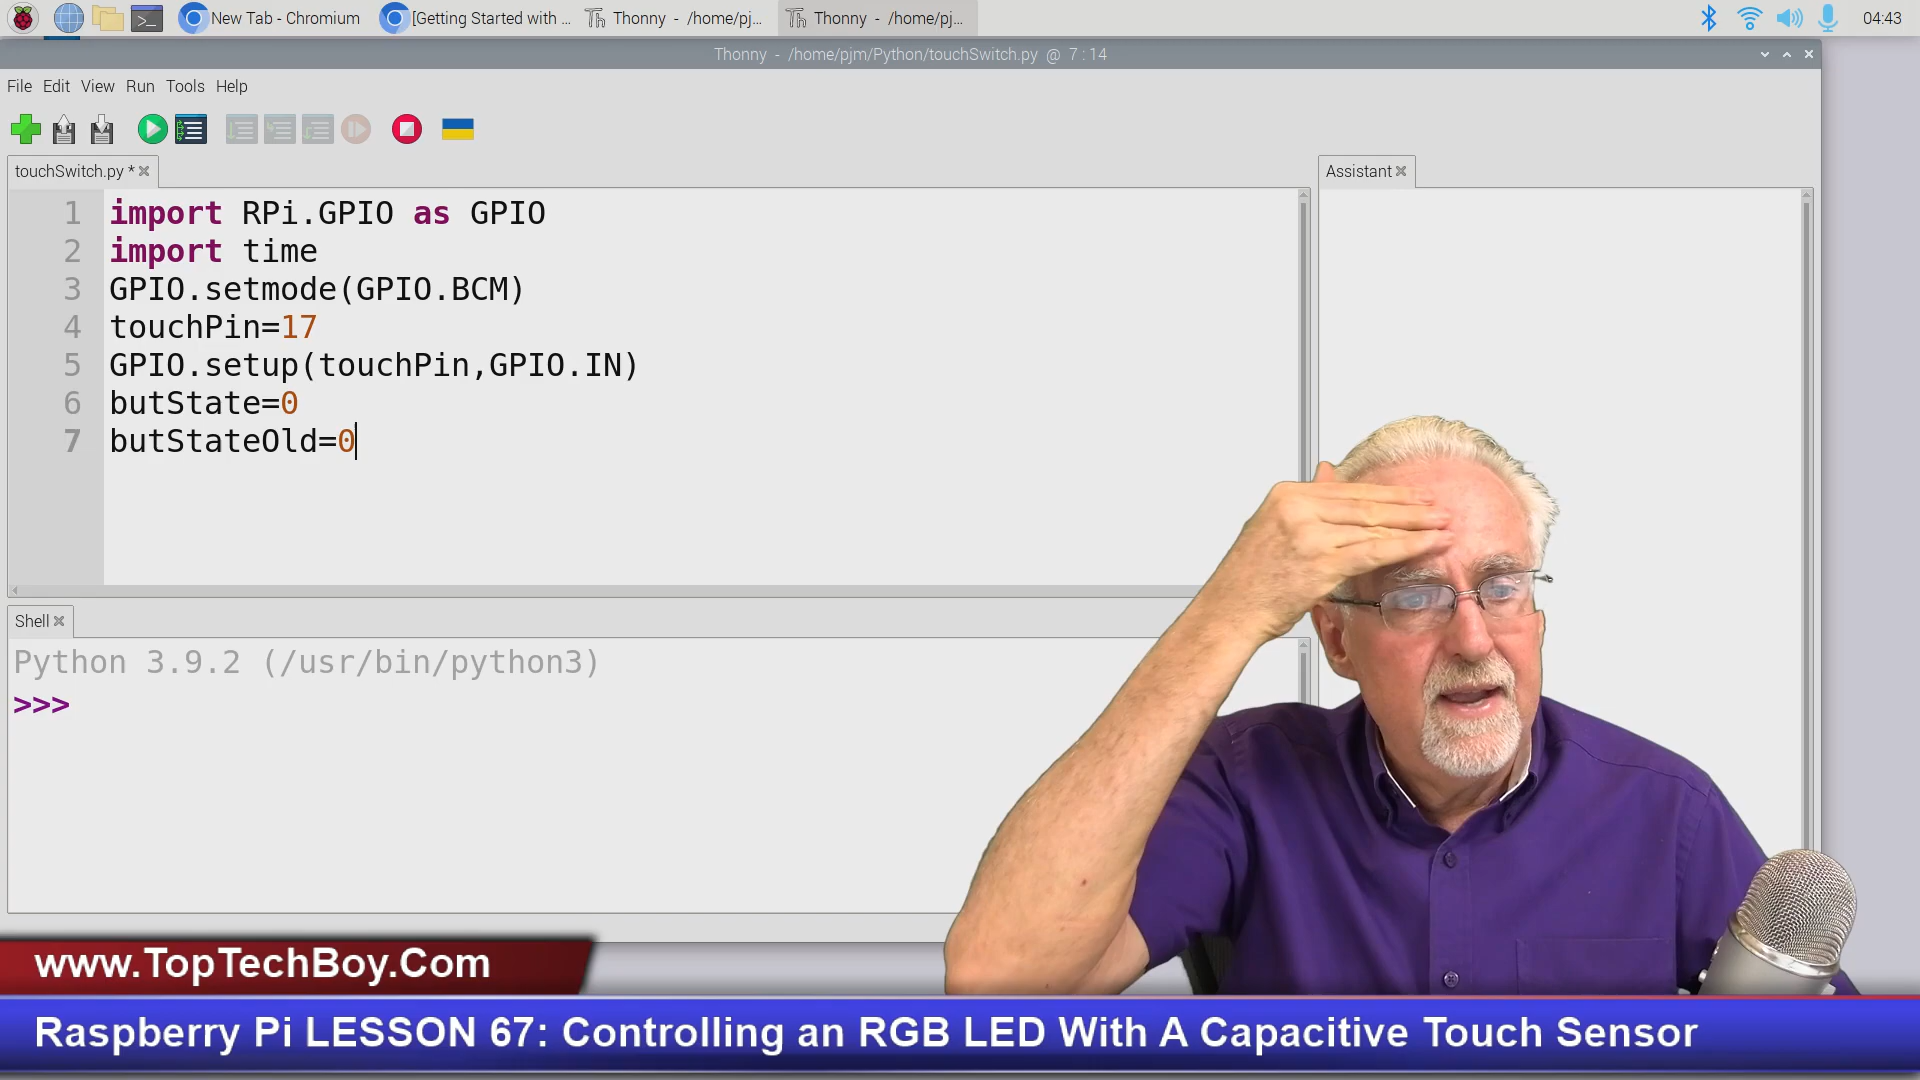 New Tab - Chromium
[Getting Started with ...
Thonny - /home/pj...
Thonny - /home/pj...
04:43
Thonny - /home/pjm/Python/touchSwitch.py @ 7 : 14
File Edit View Run Tools Help
touchSwitch.py *
Assistant
1 import RPi.GPIO as GPIO
2 import time
3 GPIO.setmode(GPIO.BCM)
4 touchPin=17
5 GPIO.setup(touchPin,GPIO.IN)
6 butState=0
7 butStateOld=0
Shell
Python 3.9.2 (/usr/bin/python3)
>>>
www.TopTechBoy.Com
Raspberry Pi LESSON 67: Controlling an RGB LED With A Capacitive Touch Sensor